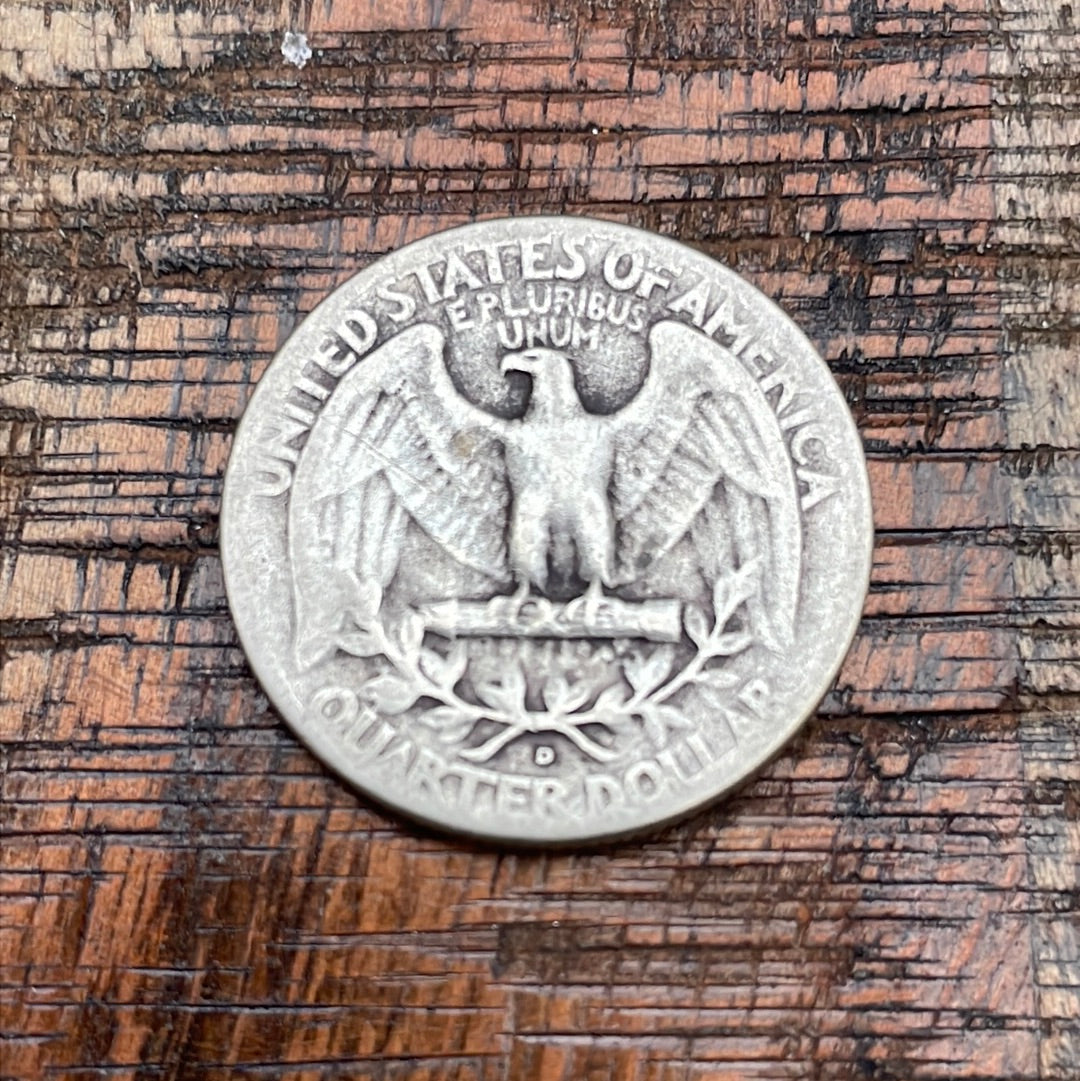 UNITED STATES OF AMERICA
E PLURIBUS
UNUM
D
QUARTER DOLLAR